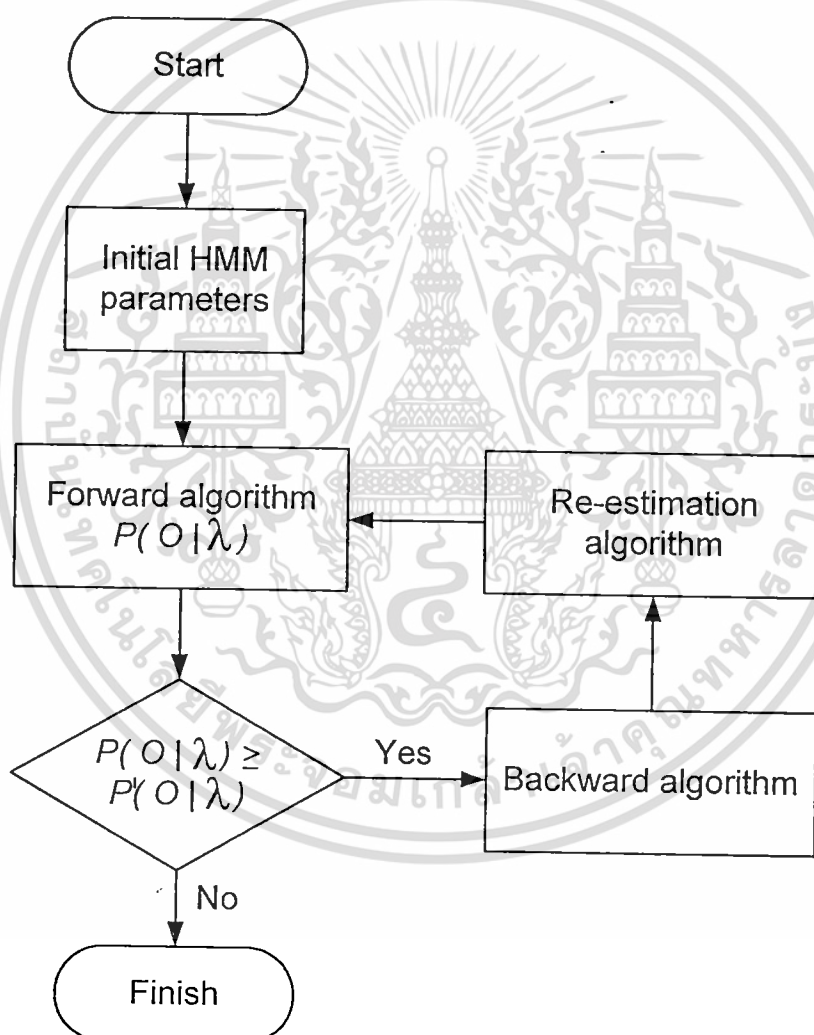 Start
Initial HMM
parameters
Forward algorithm
P( O | λ )
Re-estimation
algorithm
P( O | λ ) ≥
P'( O | λ )
Yes
Backward algorithm
No
Finish